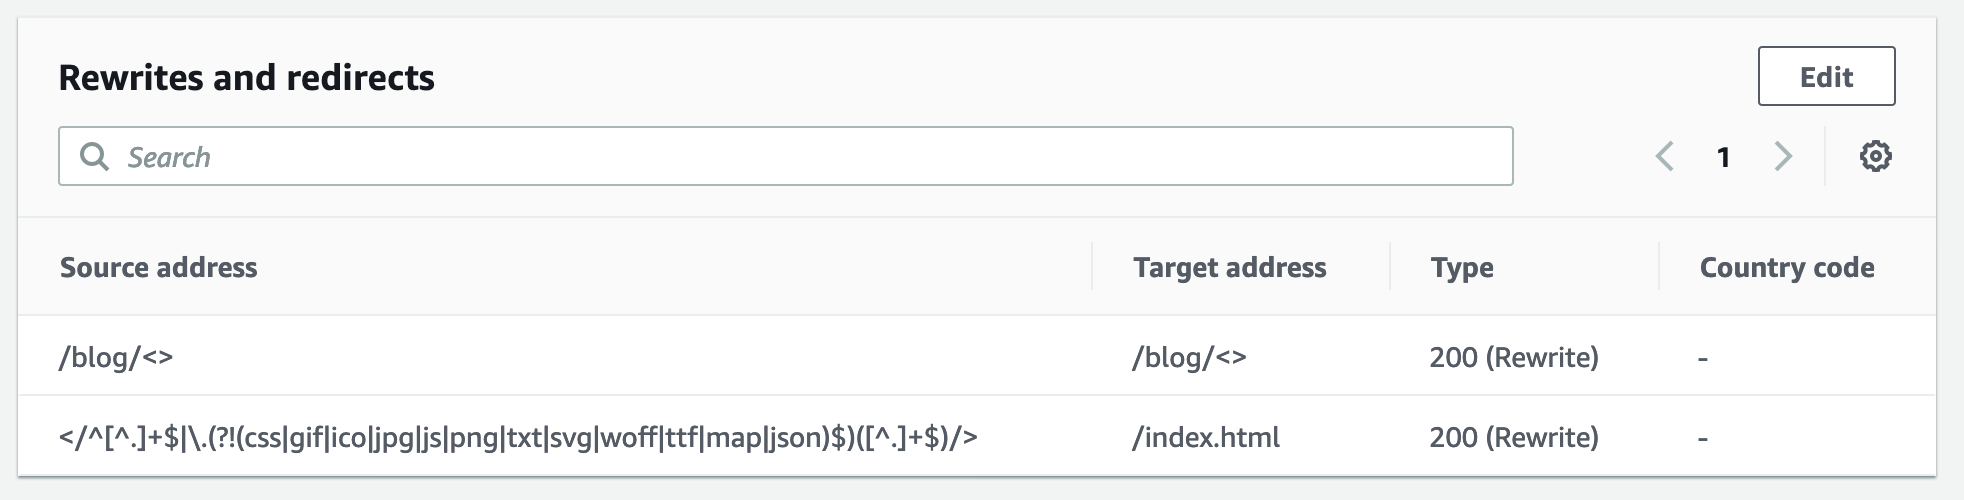 Rewrites and redirects
Edit
Search
1
Source address Target address Type Country code
/blog/<> /blog/<> 200 (Rewrite) -
</^[^.]+$|\.(?!(css|gif|ico|jpg|js|png|txt|svg|woff|ttf|map|json)$)([^.]+$)/> /index.html 200 (Rewrite) -